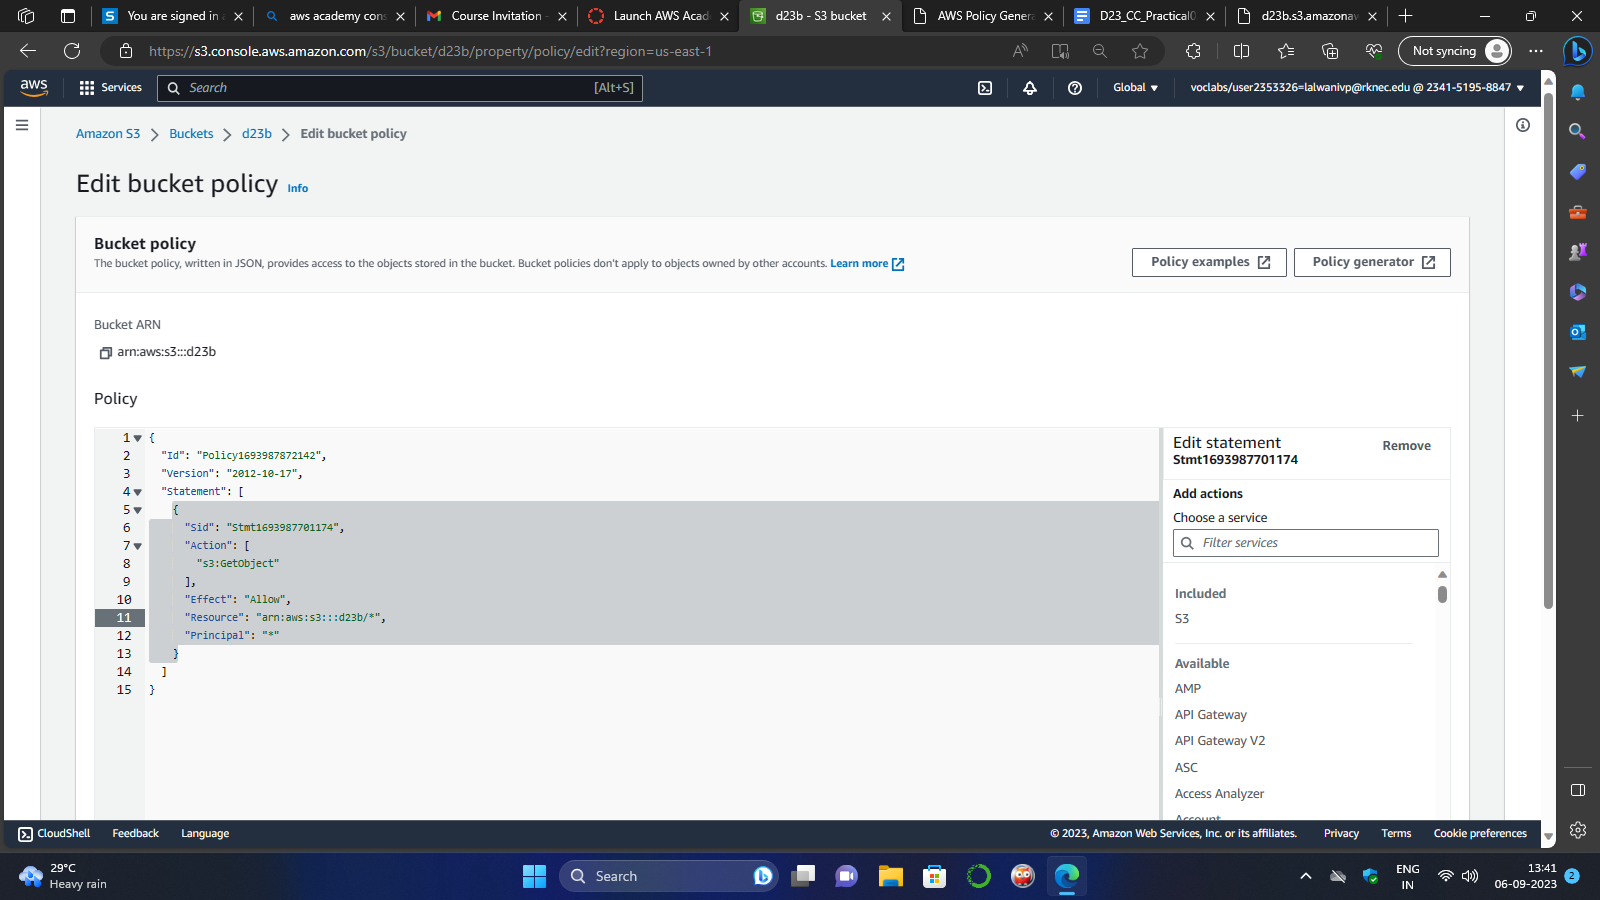 You are signed in
aws academy cons
Course Invitation
Launch AWS Acad
d23b - S3 bucket
AWS Policy Genera
D23_CC_Practical0
d23b.s3.amazonaw
https://s3.console.aws.amazon.com/s3/bucket/d23b/property/policy/edit?region=us-east-1
Not syncing
aws
Services
Search
[Alt+S]
Global
voclabs/user2353326=lalwanivp@rknec.edu @ 2341-5195-8847
Amazon S3
Buckets
d23b
Edit bucket policy
Edit bucket policy
Info
Bucket policy
The bucket policy, written in JSON, provides access to the objects stored in the bucket. Bucket policies don't apply to objects owned by other accounts. Learn more
Policy examples
Policy generator
Bucket ARN
arn:aws:s3:::d23b
Policy
1 {
2 "Id": "Policy1693987872142",
3 "Version": "2012-10-17",
4 "Statement": [
5 {
6 "Sid": "Stmt1693987701174",
7 "Action": [
8 "s3:GetObject"
9 ],
10 "Effect": "Allow",
11 "Resource": "arn:aws:s3:::d23b/*",
12 "Principal": "*"
13 }
14 ]
15 }
Edit statement
Remove
Stmt1693987701174
Add actions
Choose a service
Filter services
Included
S3
Available
AMP
API Gateway
API Gateway V2
ASC
Access Analyzer
Account
CloudShell
Feedback
Language
© 2023, Amazon Web Services, Inc. or its affiliates.
Privacy
Terms
Cookie preferences
29°C
Heavy rain
Search
ENG
IN
13:41
06-09-2023
2